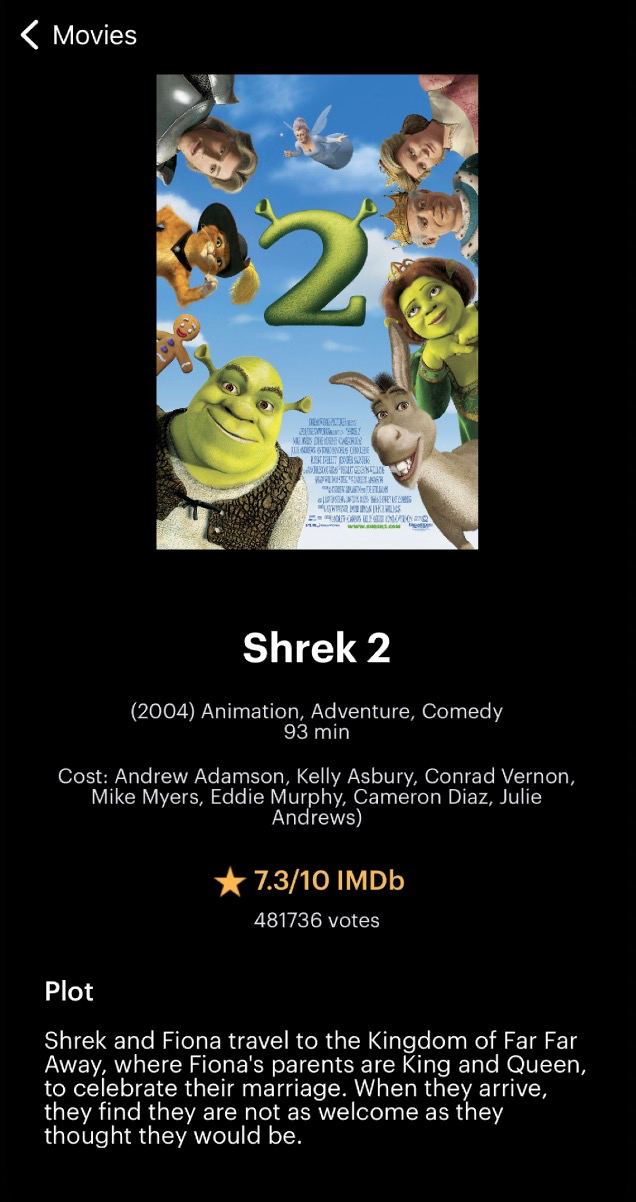 Movies
2
WWW.SHREK2.COM
Shrek 2
(2004) Animation, Adventure, Comedy
93 min
Cost: Andrew Adamson, Kelly Asbury, Conrad Vernon,
Mike Myers, Eddie Murphy, Cameron Diaz, Julie
Andrews)
7.3/10 IMDb
481736 votes
Plot
Shrek and Fiona travel to the Kingdom of Far Far
Away, where Fiona's parents are King and Queen,
to celebrate their marriage. When they arrive,
they find they are not as welcome as they
thought they would be.